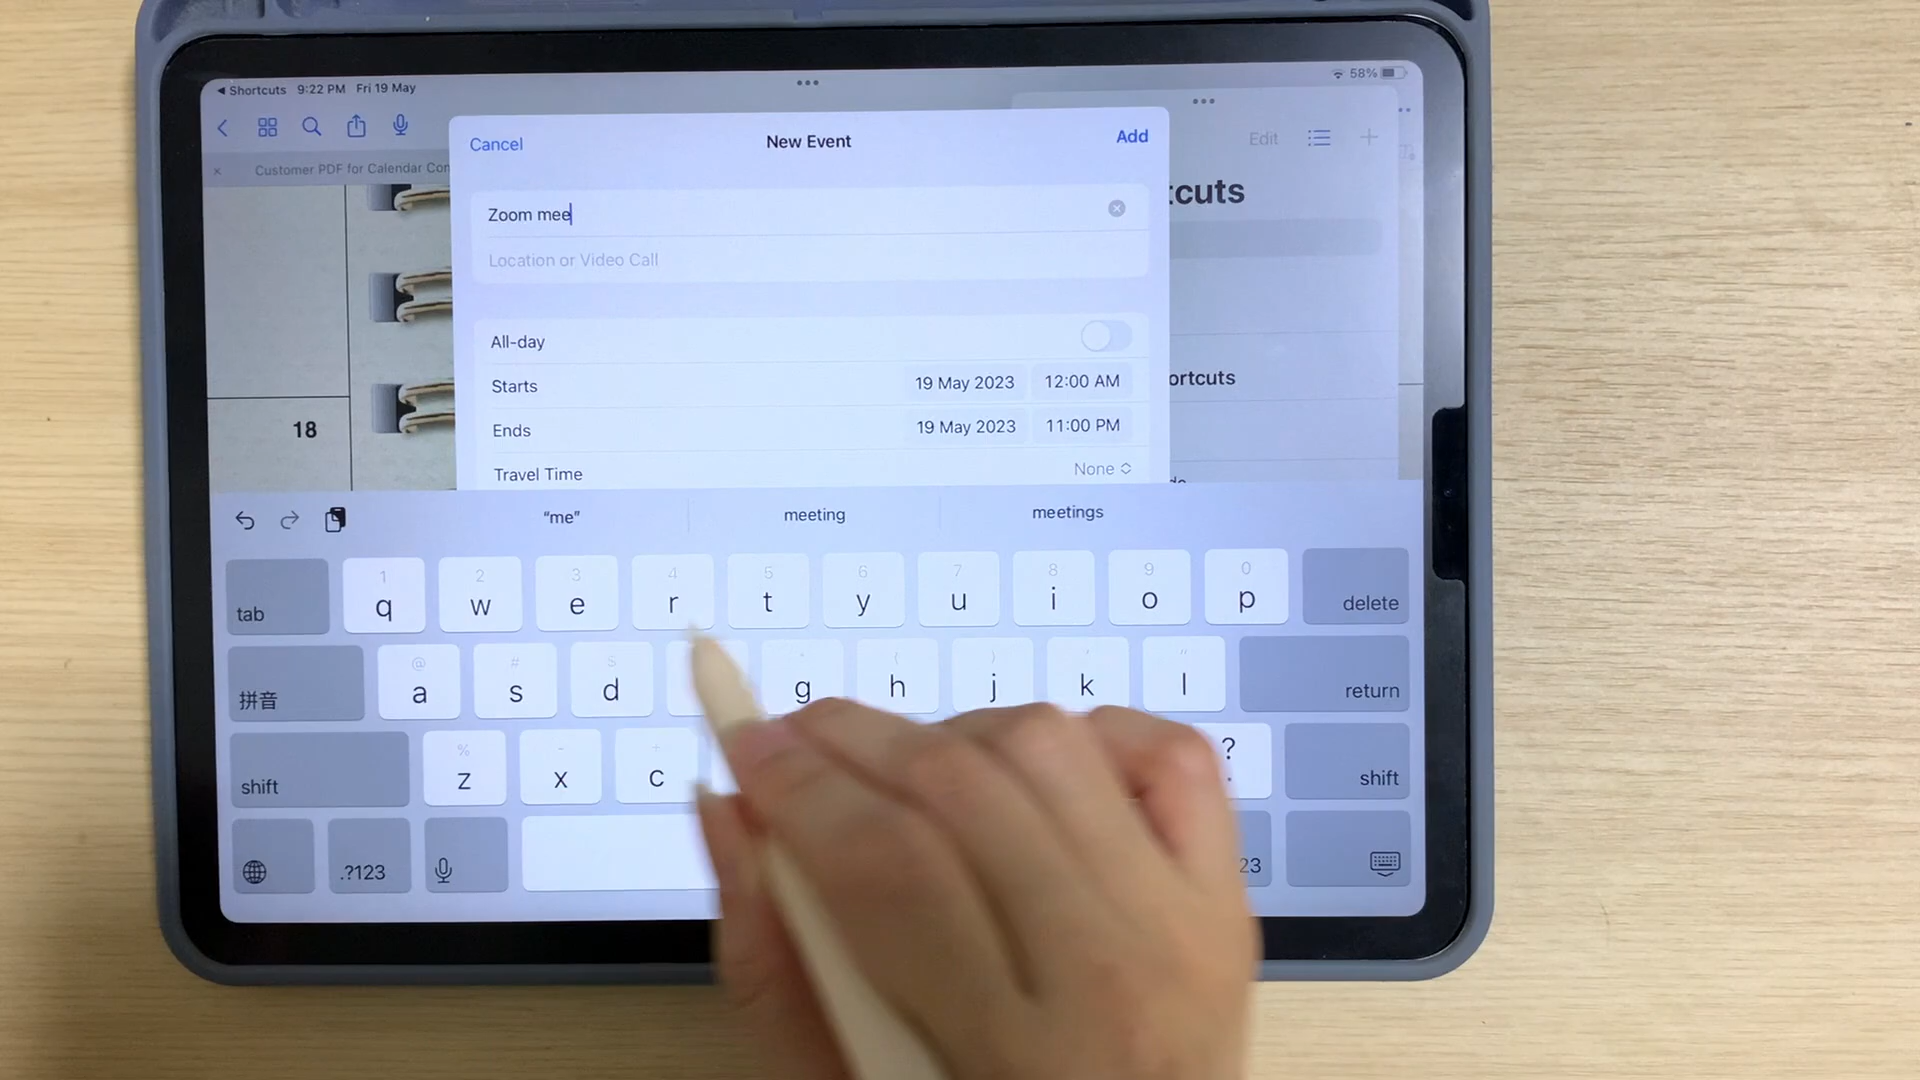 ◀ Shortcuts 9:22 PM Fri 19 May
58%
Customer PDF for Calendar Con
Cancel
New Event
Add
Edit
tcuts
Zoom mee
Location or Video Call
All-day
Starts 19 May 2023 12:00 AM
ortcuts
Ends 19 May 2023 11:00 PM
18
Travel Time None
"me" meeting meetings
1 2 3 4 5 6 7 8 9 0
tab q w e r t y u i o p delete
@ # $ " ( ) ' "
拼音 a s d g h j k l return
% - +
shift z x c ? . shift
.?123 23